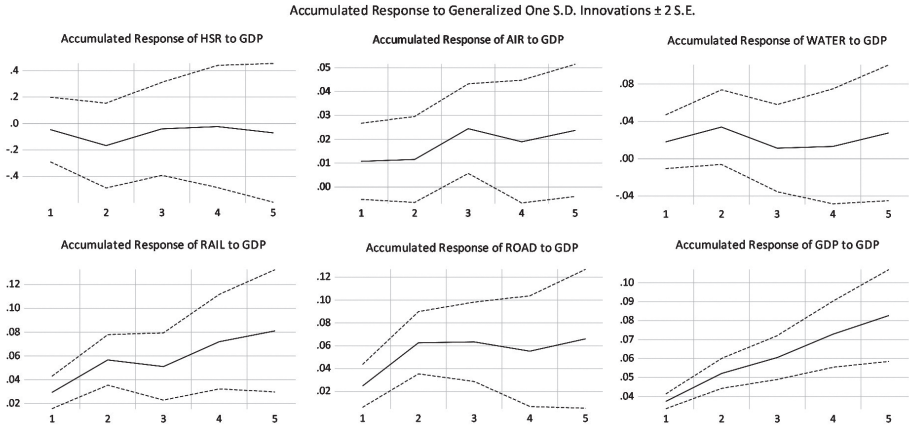 Accumulated Response to Generalized One S.D. Innovations ± 2 S.E.
Accumulated Response of HSR to GDP
.4
.2
.0
-.2
-.4
1 2 3 4 5
Accumulated Response of AIR to GDP
.05
.04
.03
.02
.01
.00
1 2 3 4 5
Accumulated Response of WATER to GDP
.08
.04
.00
-.04
1 2 3 4 5
Accumulated Response of RAIL to GDP
.12
.10
.08
.06
.04
.02
1 2 3 4 5
Accumulated Response of ROAD to GDP
.12
.10
.08
.06
.04
.02
1 2 3 4 5
Accumulated Response of GDP to GDP
.10
.09
.08
.07
.06
.05
.04
1 2 3 4 5